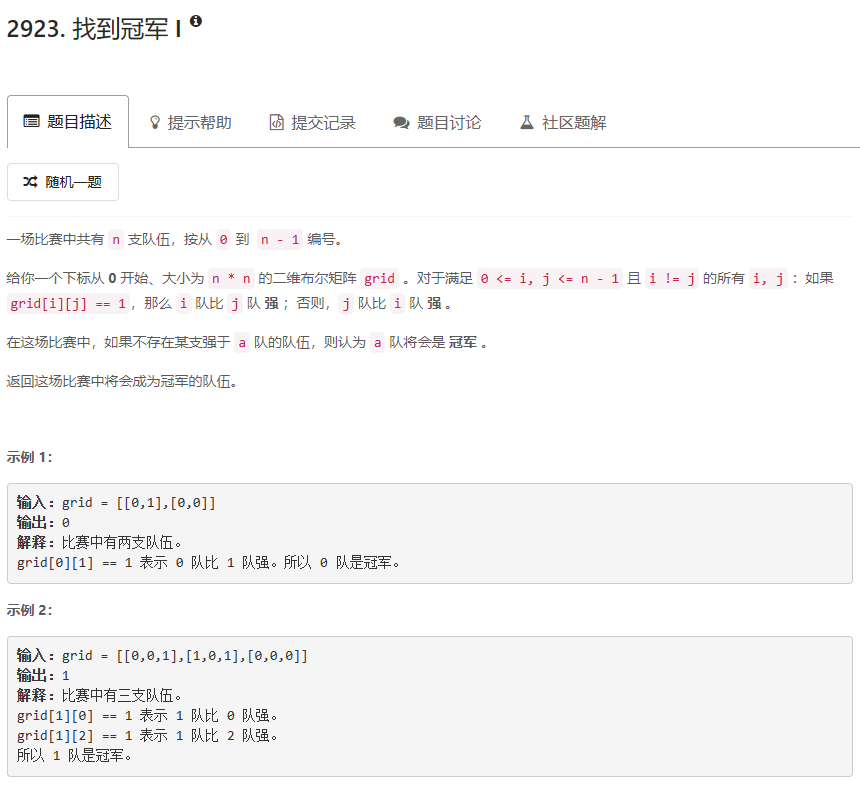 2923. 找到冠军 I
题目描述 提示帮助 提交记录 题目讨论 社区题解
随机一题
一场比赛中共有 n 支队伍，按从 0 到 n - 1 编号。
给你一个下标从 0 开始、大小为 n * n 的二维布尔矩阵 grid 。对于满足 0 <= i, j <= n - 1 且 i != j 的所有 i, j ：如果
grid[i][j] == 1，那么 i 队比 j 队 强 ；否则，j 队比 i 队 强 。
在这场比赛中，如果不存在某支强于 a 队的队伍，则认为 a 队将会是 冠军 。
返回这场比赛中将会成为冠军的队伍。
示例 1：
输入：grid = [[0,1],[0,0]]
输出：0
解释：比赛中有两支队伍。
grid[0][1] == 1 表示 0 队比 1 队强。所以 0 队是冠军。
示例 2：
输入：grid = [[0,0,1],[1,0,1],[0,0,0]]
输出：1
解释：比赛中有三支队伍。
grid[1][0] == 1 表示 1 队比 0 队强。
grid[1][2] == 1 表示 1 队比 2 队强。
所以 1 队是冠军。